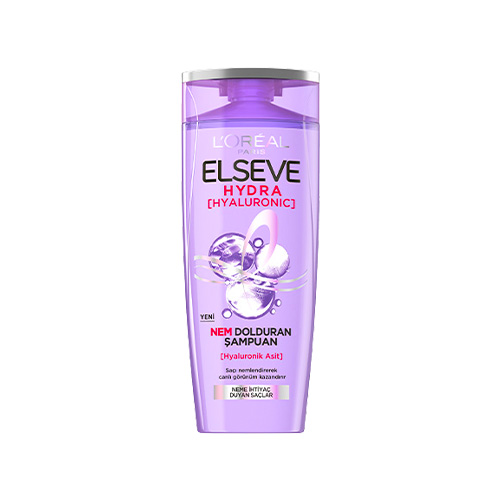 L'ORÉAL
PARIS
ELSEVE
HYDRA
[HYALURONIC]
YENİ
NEM DOLDURAN
ŞAMPUAN
[Hyaluronik Asit]
Saçı nemlendirerek
canlı görünüm kazandırır
NEME İHTİYAÇ
DUYAN SAÇLAR